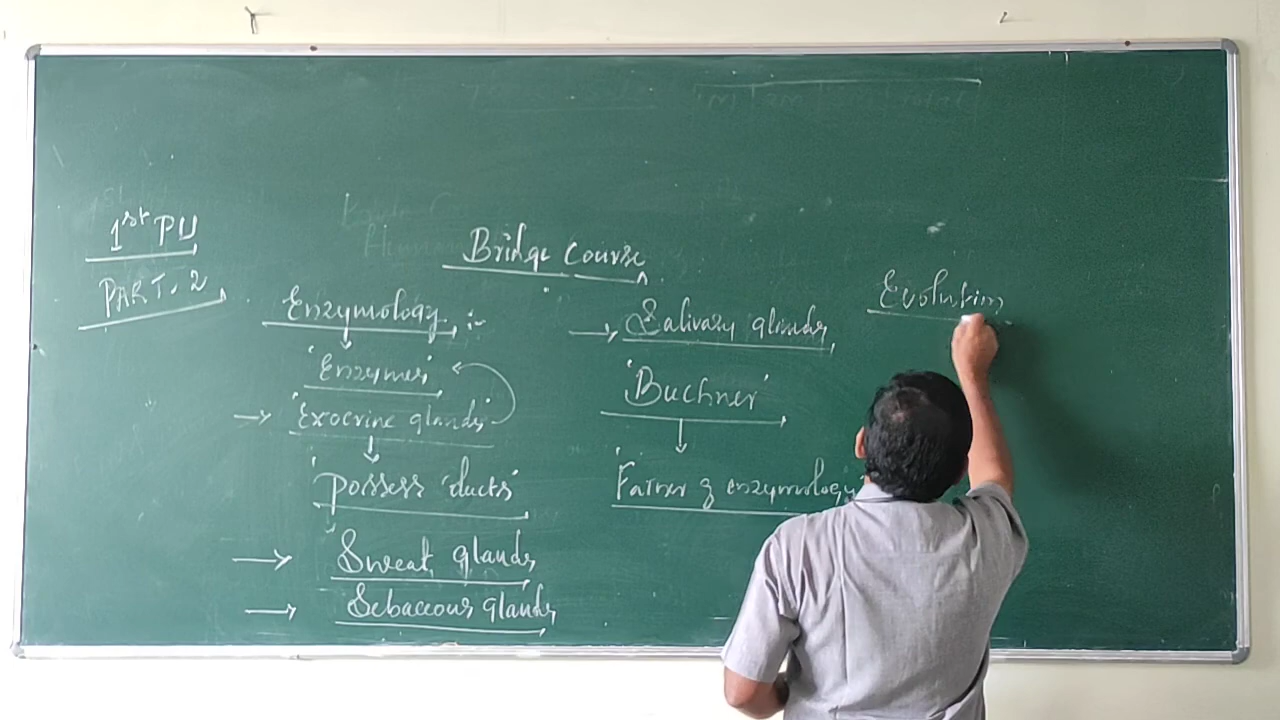 1st PU
PART. 2
Bridge Course
Enzymology :-
'Enzymes'
→ 'Exocrine glands'
'possess 'ducts'
→ Sweat glands
→ Sebaceous glands
→ Salivary glands
'Buchner'
'Father of enzymology
Evolution